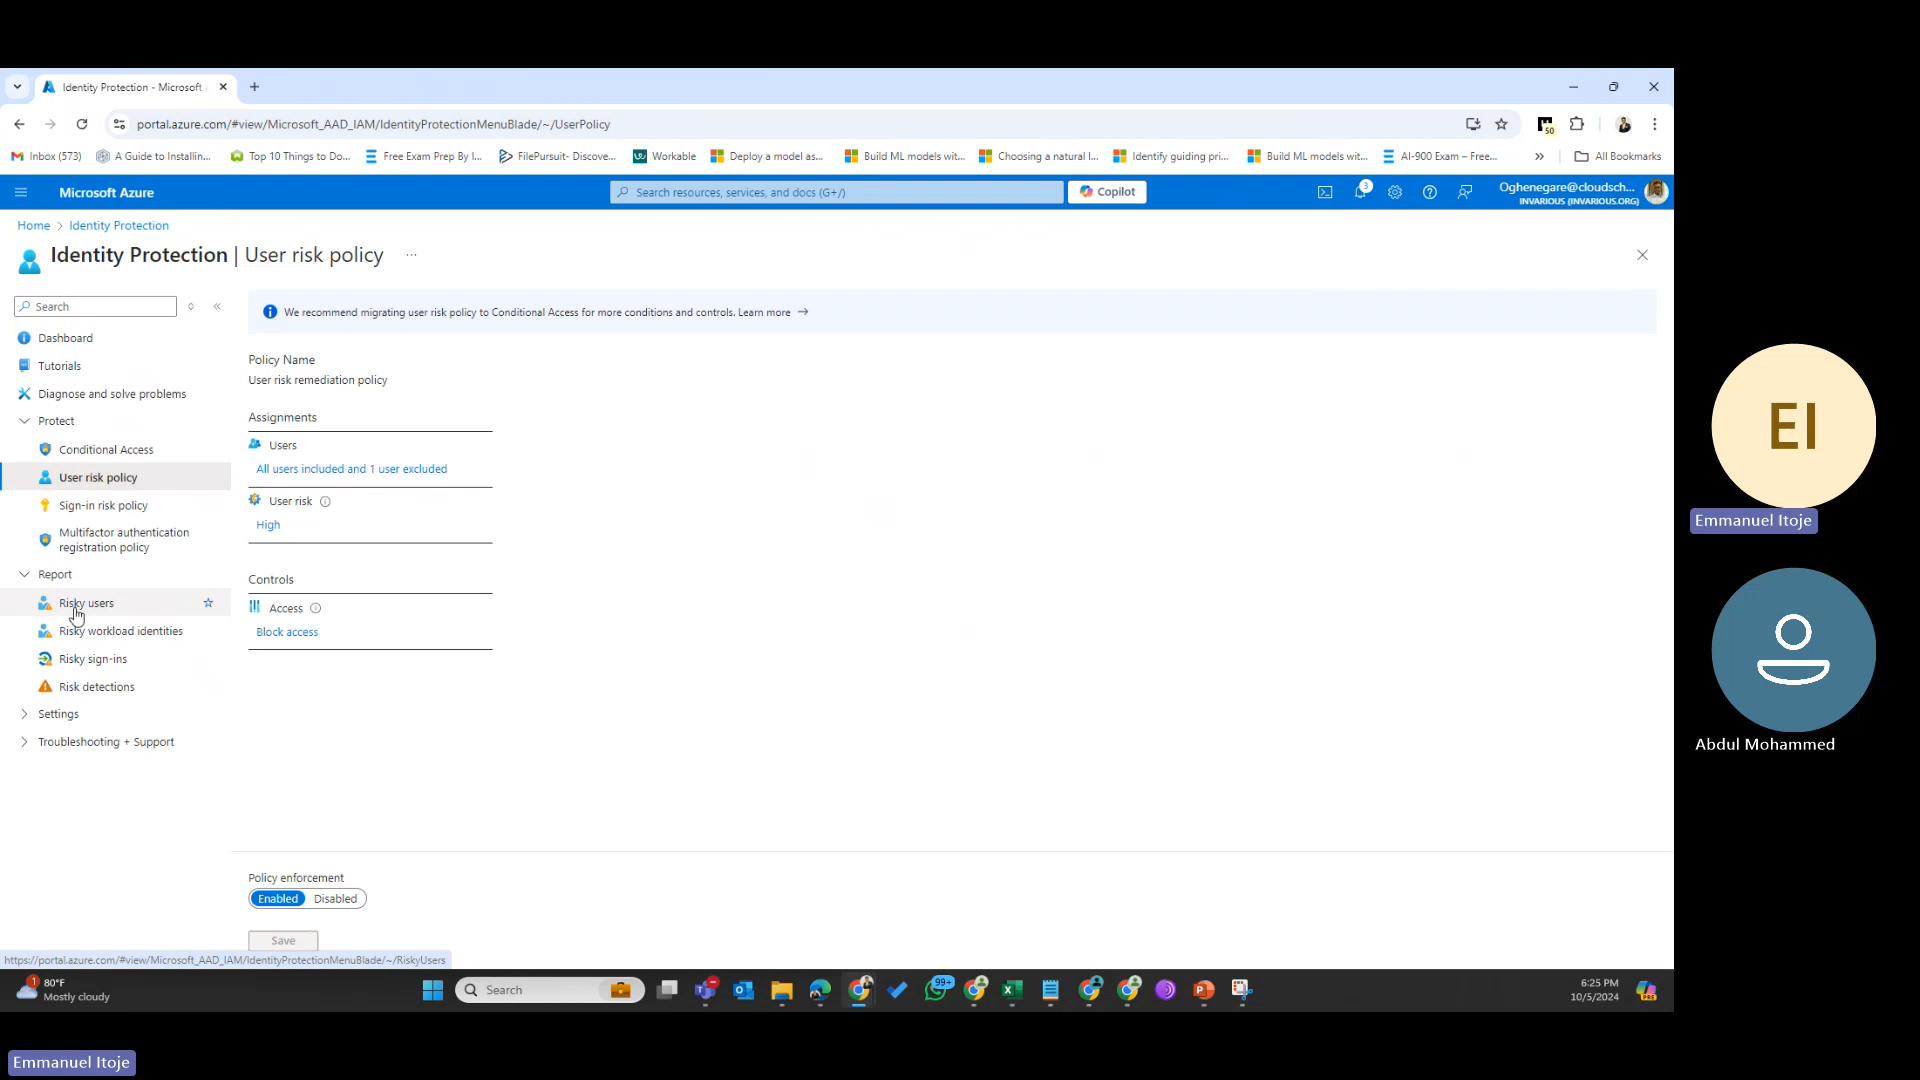 Identity Protection - Microsoft
portal.azure.com/#view/Microsoft_AAD_IAM/IdentityProtectionMenuBlade/~/UserPolicy
50
Inbox (573)
A Guide to Installin...
Top 10 Things to Do...
Free Exam Prep By I...
FilePursuit- Discove...
Workable
Deploy a model as...
Build ML models wit...
Choosing a natural l...
Identify guiding pri...
Build ML models wit...
AI-900 Exam – Free...
All Bookmarks
Microsoft Azure
Search resources, services, and docs (G+/)
Copilot
3
Oghenegare@cloudsch...
INVARIOUS (INVARIOUS.ORG)
Home > Identity Protection
Identity Protection | User risk policy ...
Search
Dashboard
Tutorials
Diagnose and solve problems
Protect
Conditional Access
User risk policy
Sign-in risk policy
Multifactor authentication
registration policy
Report
Risky users
Risky workload identities
Risky sign-ins
Risk detections
Settings
Troubleshooting + Support
We recommend migrating user risk policy to Conditional Access for more conditions and controls. Learn more →
Policy Name
User risk remediation policy
Assignments
Users
All users included and 1 user excluded
User risk
High
Controls
Access
Block access
Policy enforcement
Enabled Disabled
Save
https://portal.azure.com/#view/Microsoft_AAD_IAM/IdentityProtectionMenuBlade/~/RiskyUsers
1
80°F
Mostly cloudy
Search
99+
6:25 PM
10/5/2024
EI
Emmanuel Itoje
Abdul Mohammed
Emmanuel Itoje